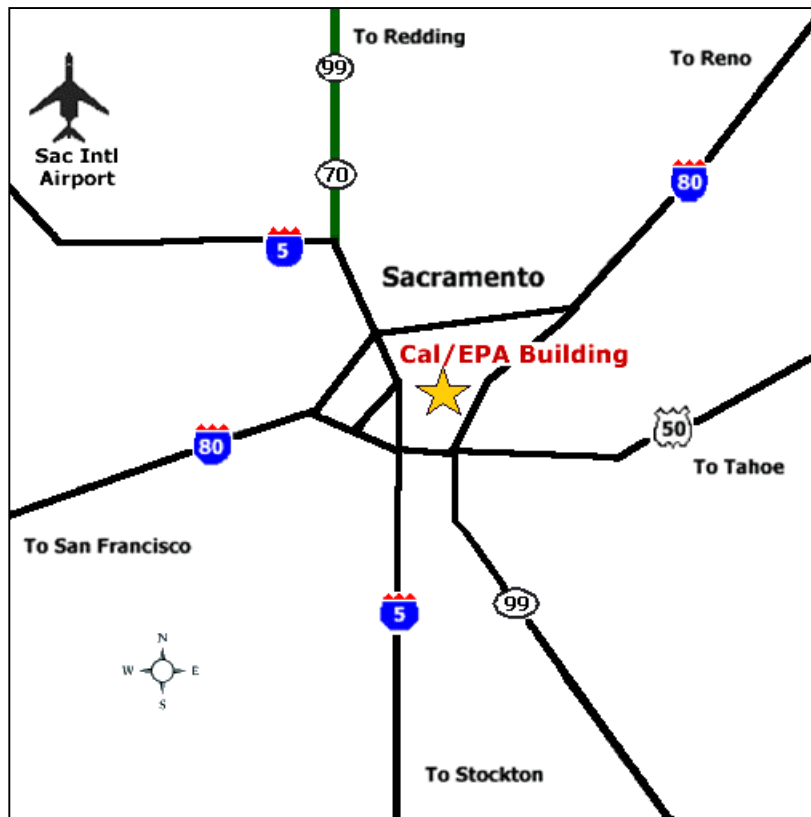 To Redding
99
To Reno
Sac Intl
Airport
70
80
5
Sacramento
Cal/EPA Building
50
80
To Tahoe
To San Francisco
99
5
N
W E
S
To Stockton